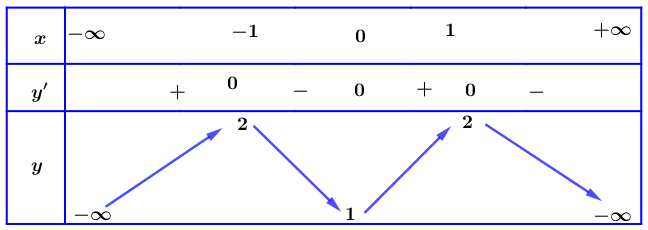 x −∞ −1 0 1 +∞
y′ + 0 − 0 + 0 −
2 2
y
−∞ 1 −∞